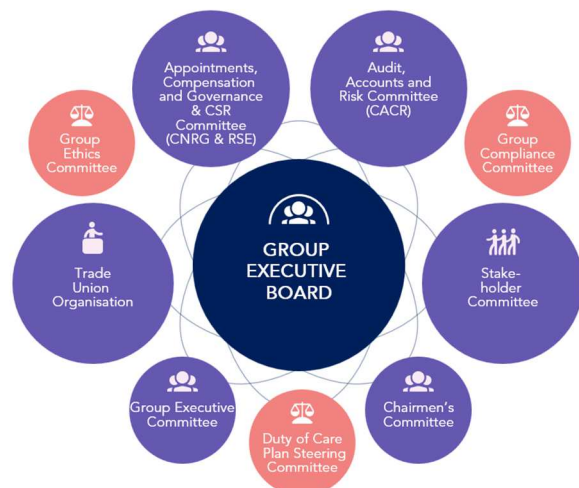 Appointments,
Compensation
and Governance
& CSR
Committee
(CNRG & RSE)
Audit,
Accounts and
Risk Committee
(CACR)
Group
Ethics
Committee
Group
Compliance
Committee
GROUP
EXECUTIVE
BOARD
Trade
Union
Organisation
Stake-
holder
Committee
Group Executive
Committee
Duty of Care
Plan Steering
Committee
Chairmen's
Committee